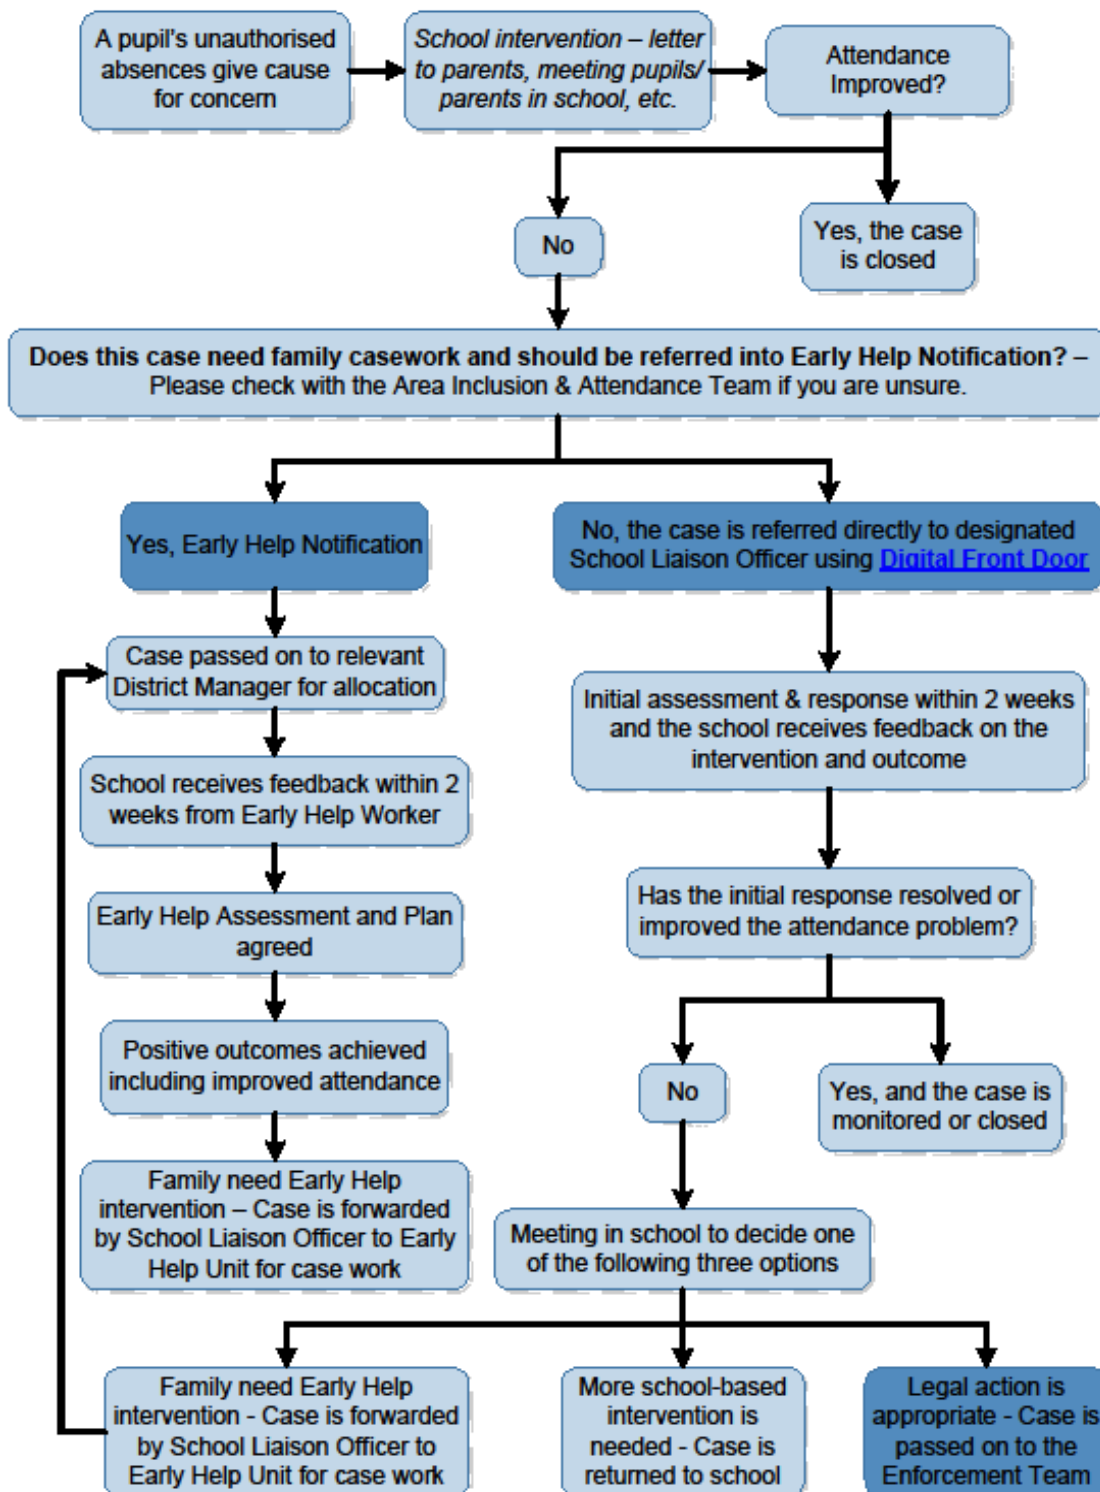 A pupil's unauthorised
absences give cause
for concern
School intervention – letter
to parents, meeting pupils/
parents in school, etc.
Attendance
Improved?
No
Yes, the case
is closed
Does this case need family casework and should be referred into Early Help Notification? –
Please check with the Area Inclusion & Attendance Team if you are unsure.
Yes, Early Help Notification
No, the case is referred directly to designated
School Liaison Officer using Digital Front Door
Case passed on to relevant
District Manager for allocation
School receives feedback within 2
weeks from Early Help Worker
Early Help Assessment and Plan
agreed
Positive outcomes achieved
including improved attendance
Family need Early Help
intervention – Case is forwarded
by School Liaison Officer to Early
Help Unit for case work
Initial assessment & response within 2 weeks
and the school receives feedback on the
intervention and outcome
Has the initial response resolved or
improved the attendance problem?
No
Yes, and the case is
monitored or closed
Meeting in school to decide one
of the following three options
Family need Early Help
intervention - Case is forwarded
by School Liaison Officer to
Early Help Unit for case work
More school-based
intervention is
needed - Case is
returned to school
Legal action is
appropriate - Case is
passed on to the
Enforcement Team